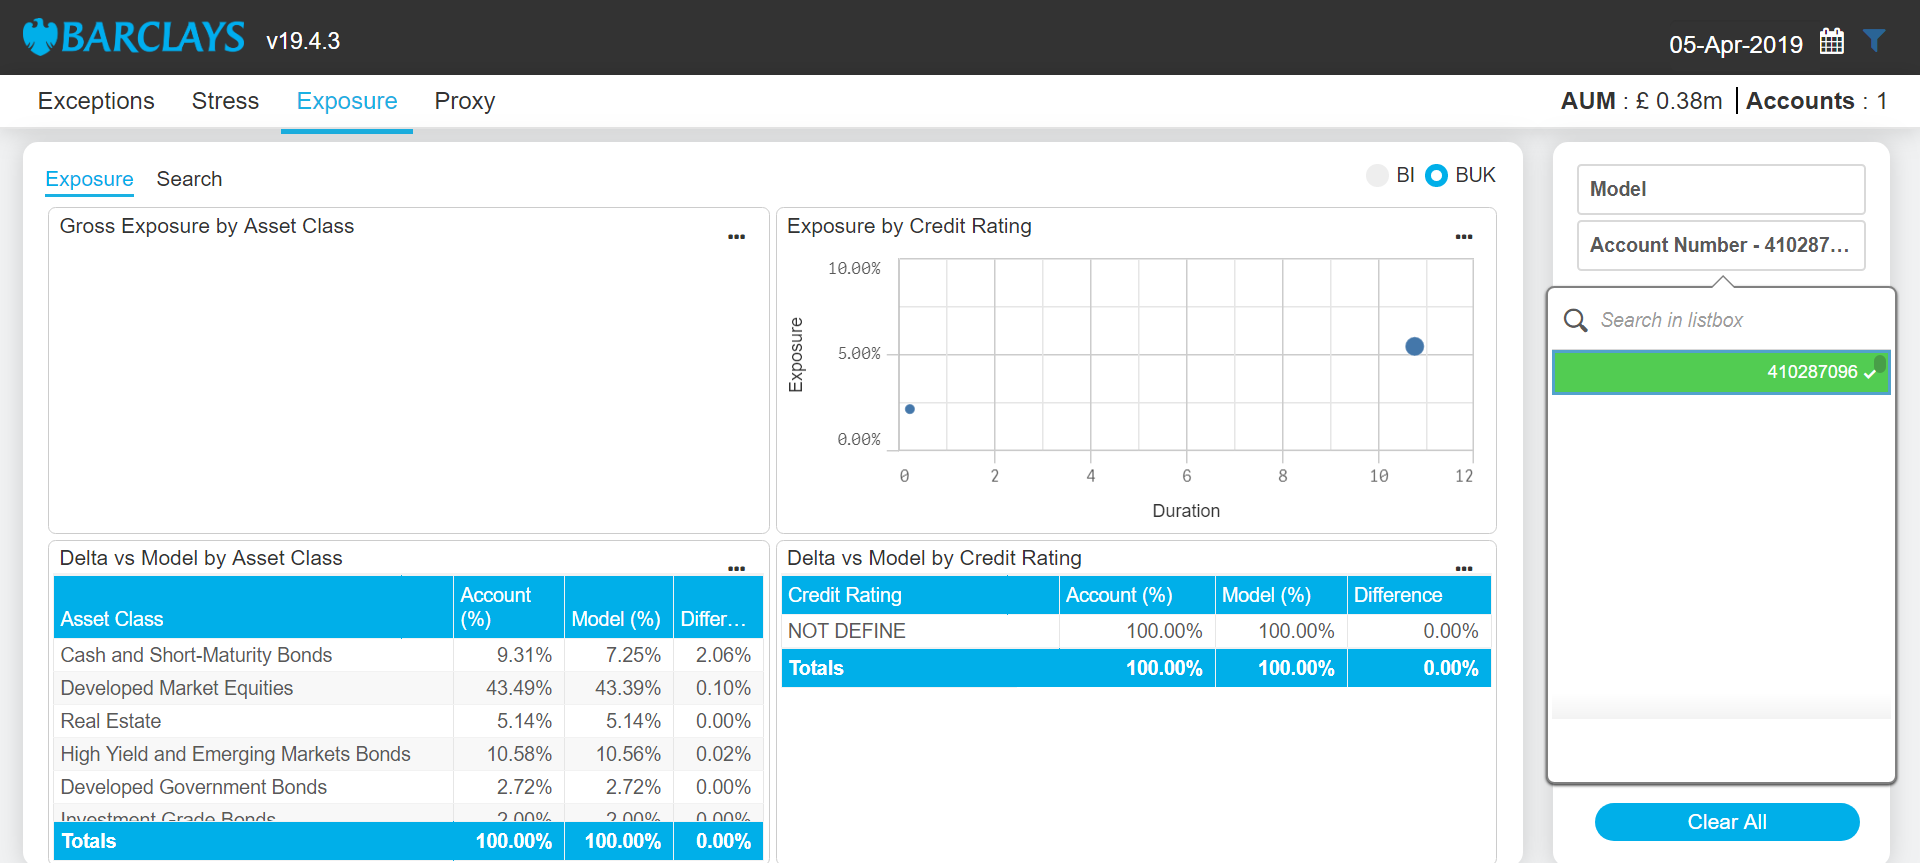 BARCLAYS v19.4.3
05-Apr-2019
Exceptions Stress Exposure Proxy
AUM : £ 0.38m Accounts : 1
Exposure Search
BI BUK
Gross Exposure by Asset Class
...
Exposure by Credit Rating
...
10.00%
5.00%
0.00%
Exposure
0 2 4 6 8 10 12
Duration
Delta vs Model by Asset Class
...
Asset Class Account (%) Model (%) Differ...
Cash and Short-Maturity Bonds 9.31% 7.25% 2.06%
Developed Market Equities 43.49% 43.39% 0.10%
Real Estate 5.14% 5.14% 0.00%
High Yield and Emerging Markets Bonds 10.58% 10.56% 0.02%
Developed Government Bonds 2.72% 2.72% 0.00%
Investment Grade Bonds 2.00% 2.00% 0.00%
Totals 100.00% 100.00% 0.00%
Delta vs Model by Credit Rating
...
Credit Rating Account (%) Model (%) Difference
NOT DEFINE 100.00% 100.00% 0.00%
Totals 100.00% 100.00% 0.00%
Model
Account Number - 410287...
Search in listbox
410287096
Clear All